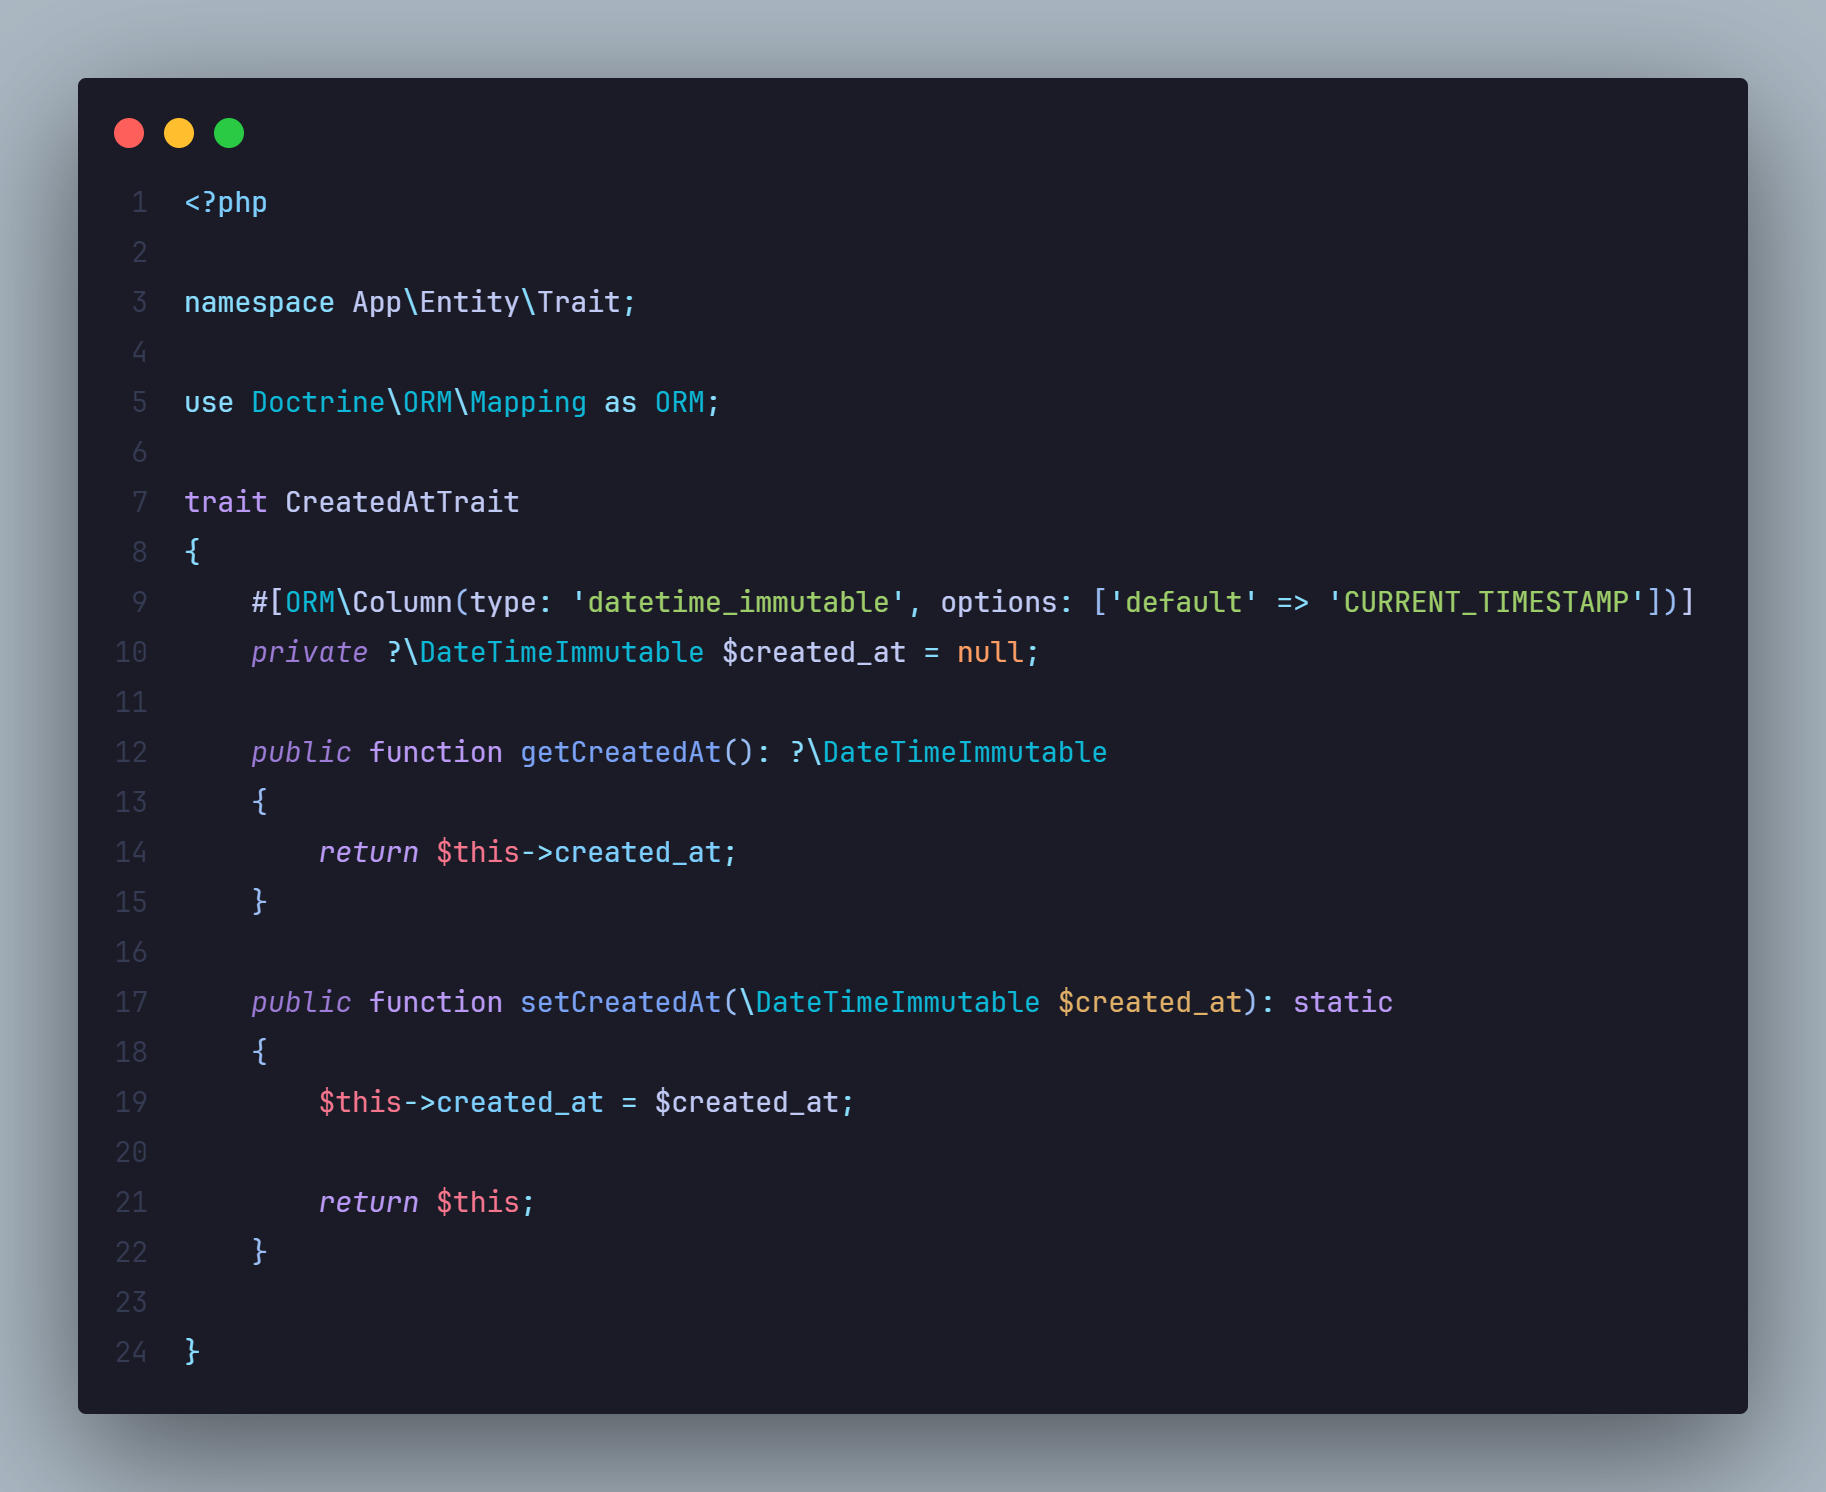 1 <?php
2
3 namespace App\Entity\Trait;
4
5 use Doctrine\ORM\Mapping as ORM;
6
7 trait CreatedAtTrait
8 {
9     #[ORM\Column(type: 'datetime_immutable', options: ['default' => 'CURRENT_TIMESTAMP'])]
10     private ?\DateTimeImmutable $created_at = null;
11
12     public function getCreatedAt(): ?\DateTimeImmutable
13     {
14         return $this->created_at;
15     }
16
17     public function setCreatedAt(\DateTimeImmutable $created_at): static
18     {
19         $this->created_at = $created_at;
20
21         return $this;
22     }
23
24 }